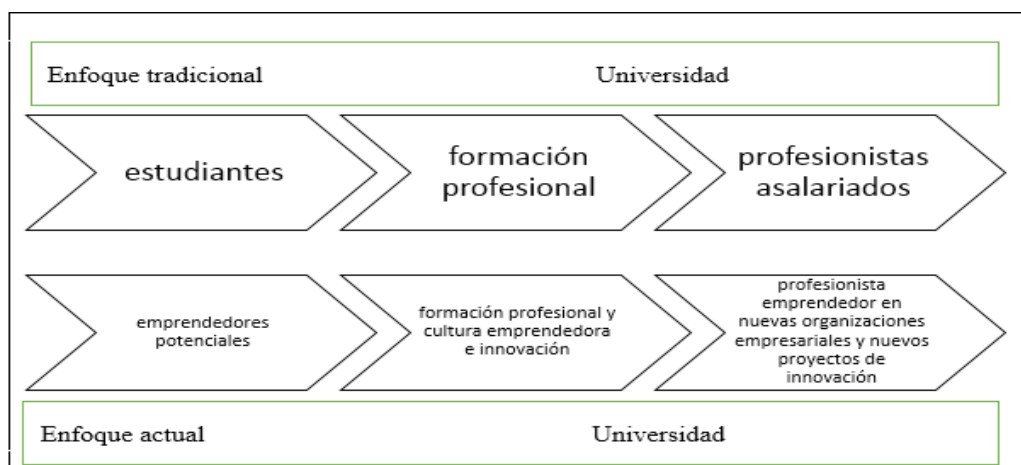 Enfoque tradicional Universidad
estudiantes
formación
profesional
profesionistas
asalariados
emprendedores
potenciales
formación profesional y
cultura emprendedora
e innovación
profesionista
emprendedor en
nuevas organizaciones
empresariales y nuevos
proyectos de
innovación
Enfoque actual Universidad